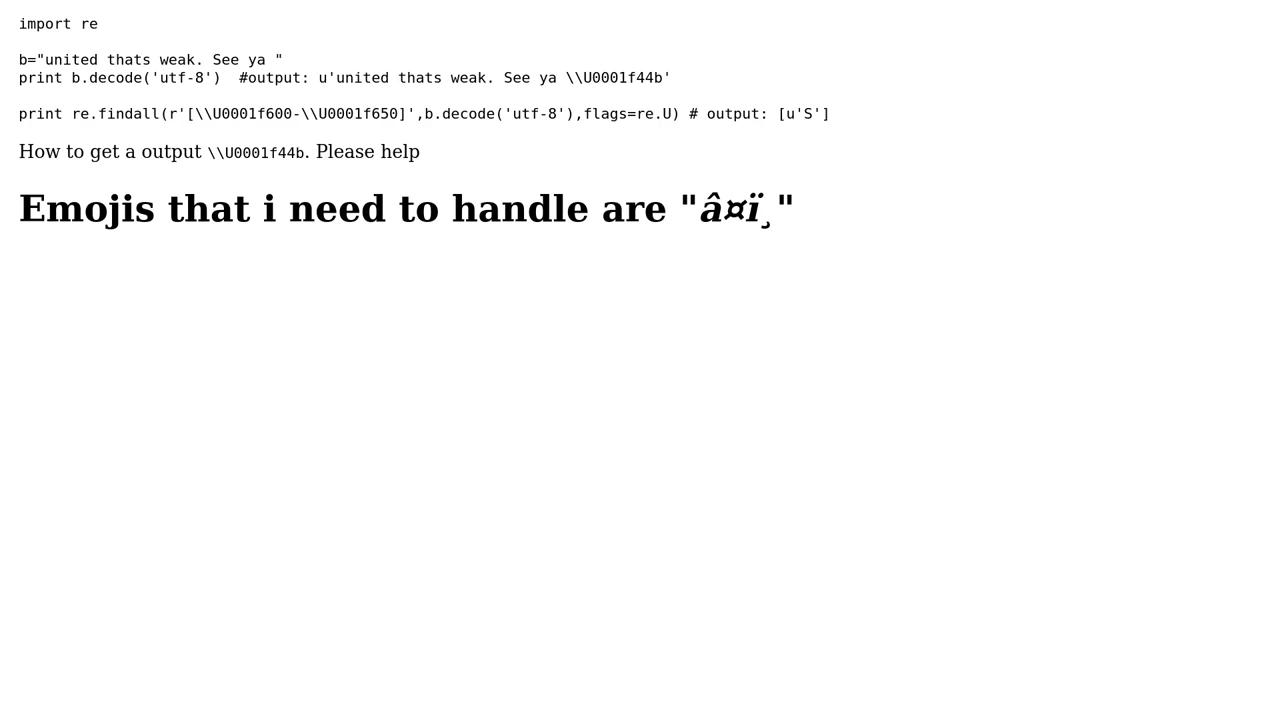 import re
b="united thats weak. See ya "
print b.decode('utf-8')  #output: u'united thats weak. See ya \\U0001f44b'
print re.findall(r'[\\U0001f600-\\U0001f650]',b.decode('utf-8'),flags=re.U) # output: [u'S']
How to get a output \\U0001f44b. Please help
Emojis that i need to handle are "â¤ï¸"